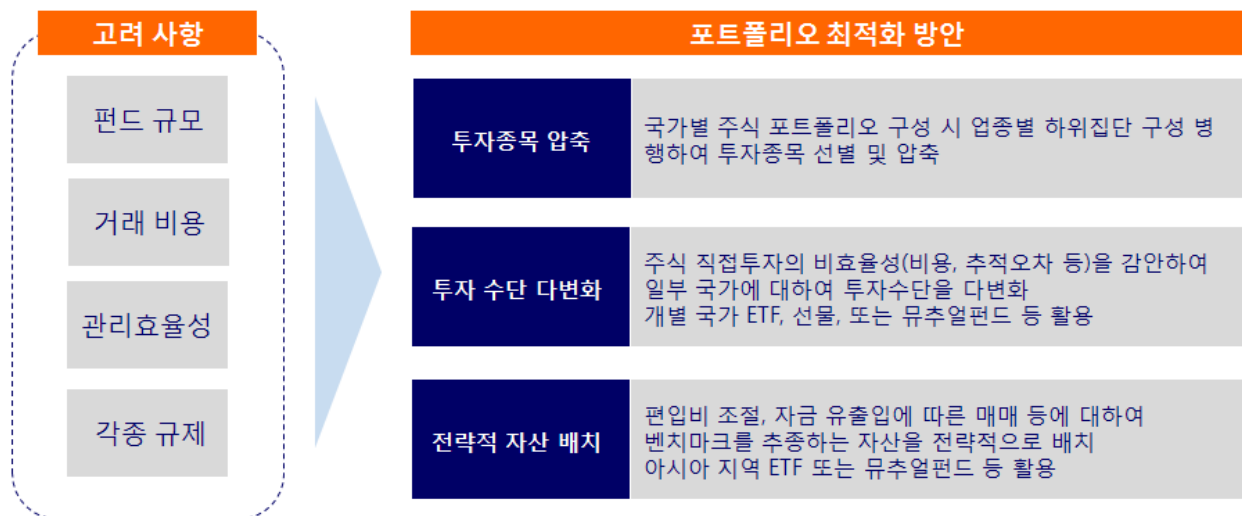 고려 사항
펀드 규모
거래 비용
관리효율성
각종 규제
포트폴리오 최적화 방안
투자종목 압축
국가별 주식 포트폴리오 구성 시 업종별 하위집단 구성 병
행하여 투자종목 선별 및 압축
투자 수단 다변화
주식 직접투자의 비효율성(비용, 추적오차 등)을 감안하여
일부 국가에 대하여 투자수단을 다변화
개별 국가 ETF, 선물, 또는 뮤추얼펀드 등 활용
전략적 자산 배치
편입비 조절, 자금 유출입에 따른 매매 등에 대하여
벤치마크를 추종하는 자산을 전략적으로 배치
아시아 지역 ETF 또는 뮤추얼펀드 등 활용